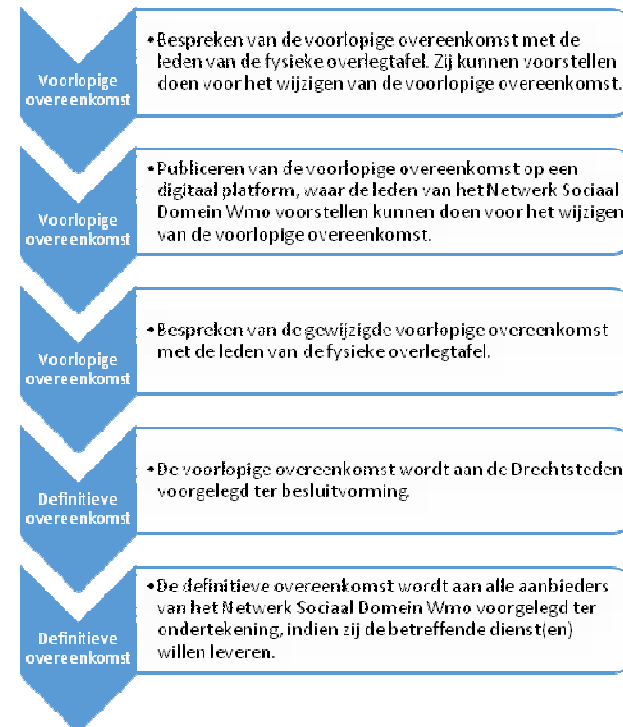 Voorlopige
overeenkomst
•Bespreken van de voorlopige overeenkomst met de
leden van de fysieke overlegtafel. Zij kunnen voorstellen
doen voor het wijzigen van de voorlopige overeenkomst.
Voorlopige
overeenkomst
•Publiceren van de voorlopige overeenkomst op een
digitaal platform, waar de leden van het Netwerk Sociaal
Domein Wmo voorstellen kunnen doen voor het wijzigen
van de voorlopige overeenkomst.
Voorlopige
overeenkomst
•Bespreken van de gewijzigde voorlopige overeenkomst
met de leden van de fysieke overlegtafel.
Definitieve
overeenkomst
•De voorlopige overeenkomst wordt aan de Drechtsteden
voorgelegd ter besluitvorming.
Definitieve
overeenkomst
•De definitieve overeenkomst wordt aan alle aanbieders
van het Netwerk Sociaal Domein Wmo voorgelegd ter
ondertekening, indien zij de betreffende dienst(en)
willen leveren.